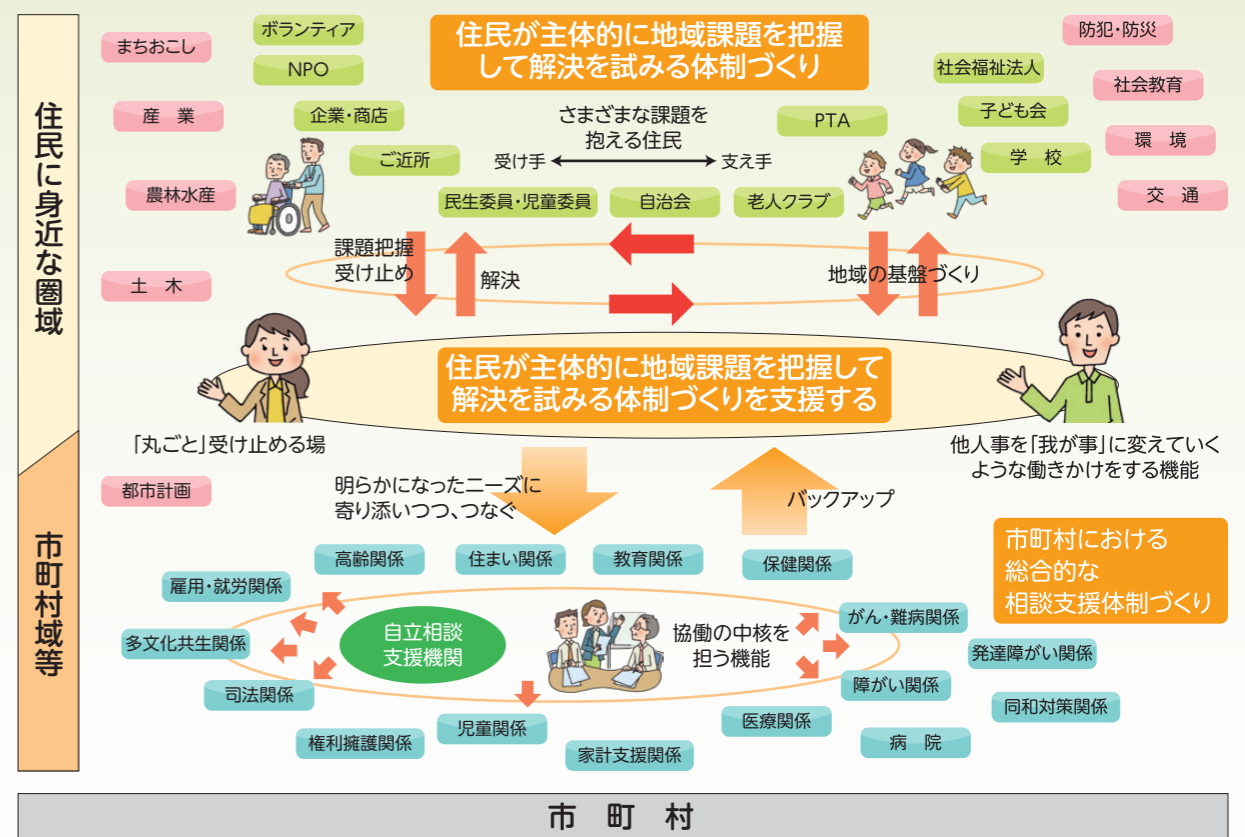 住民に身近な圏域
市町村域等
まちおこし
ボランティア
NPO
住民が主体的に地域課題を把握
して解決を試みる体制づくり
防犯・防災
社会福祉法人
社会教育
産 業
企業・商店
さまざまな課題を
抱える住民
PTA
子ども会
環 境
ご近所
受け手
支え手
学 校
農林水産
民生委員・児童委員
自治会
老人クラブ
交 通
課題把握
受け止め
解決
地域の基盤づくり
土 木
住民が主体的に地域課題を把握して
解決を試みる体制づくりを支援する
「丸ごと」受け止める場
他人事を「我が事」に変えていく
ような働きかけをする機能
都市計画
明らかになったニーズに
寄り添いつつ、つなぐ
バックアップ
市町村における
総合的な
相談支援体制づくり
高齢関係
住まい関係
教育関係
保健関係
雇用・就労関係
がん・難病関係
多文化共生関係
自立相談
支援機関
協働の中核を
担う機能
発達障がい関係
司法関係
障がい関係
同和対策関係
権利擁護関係
児童関係
医療関係
家計支援関係
病 院
市 町 村